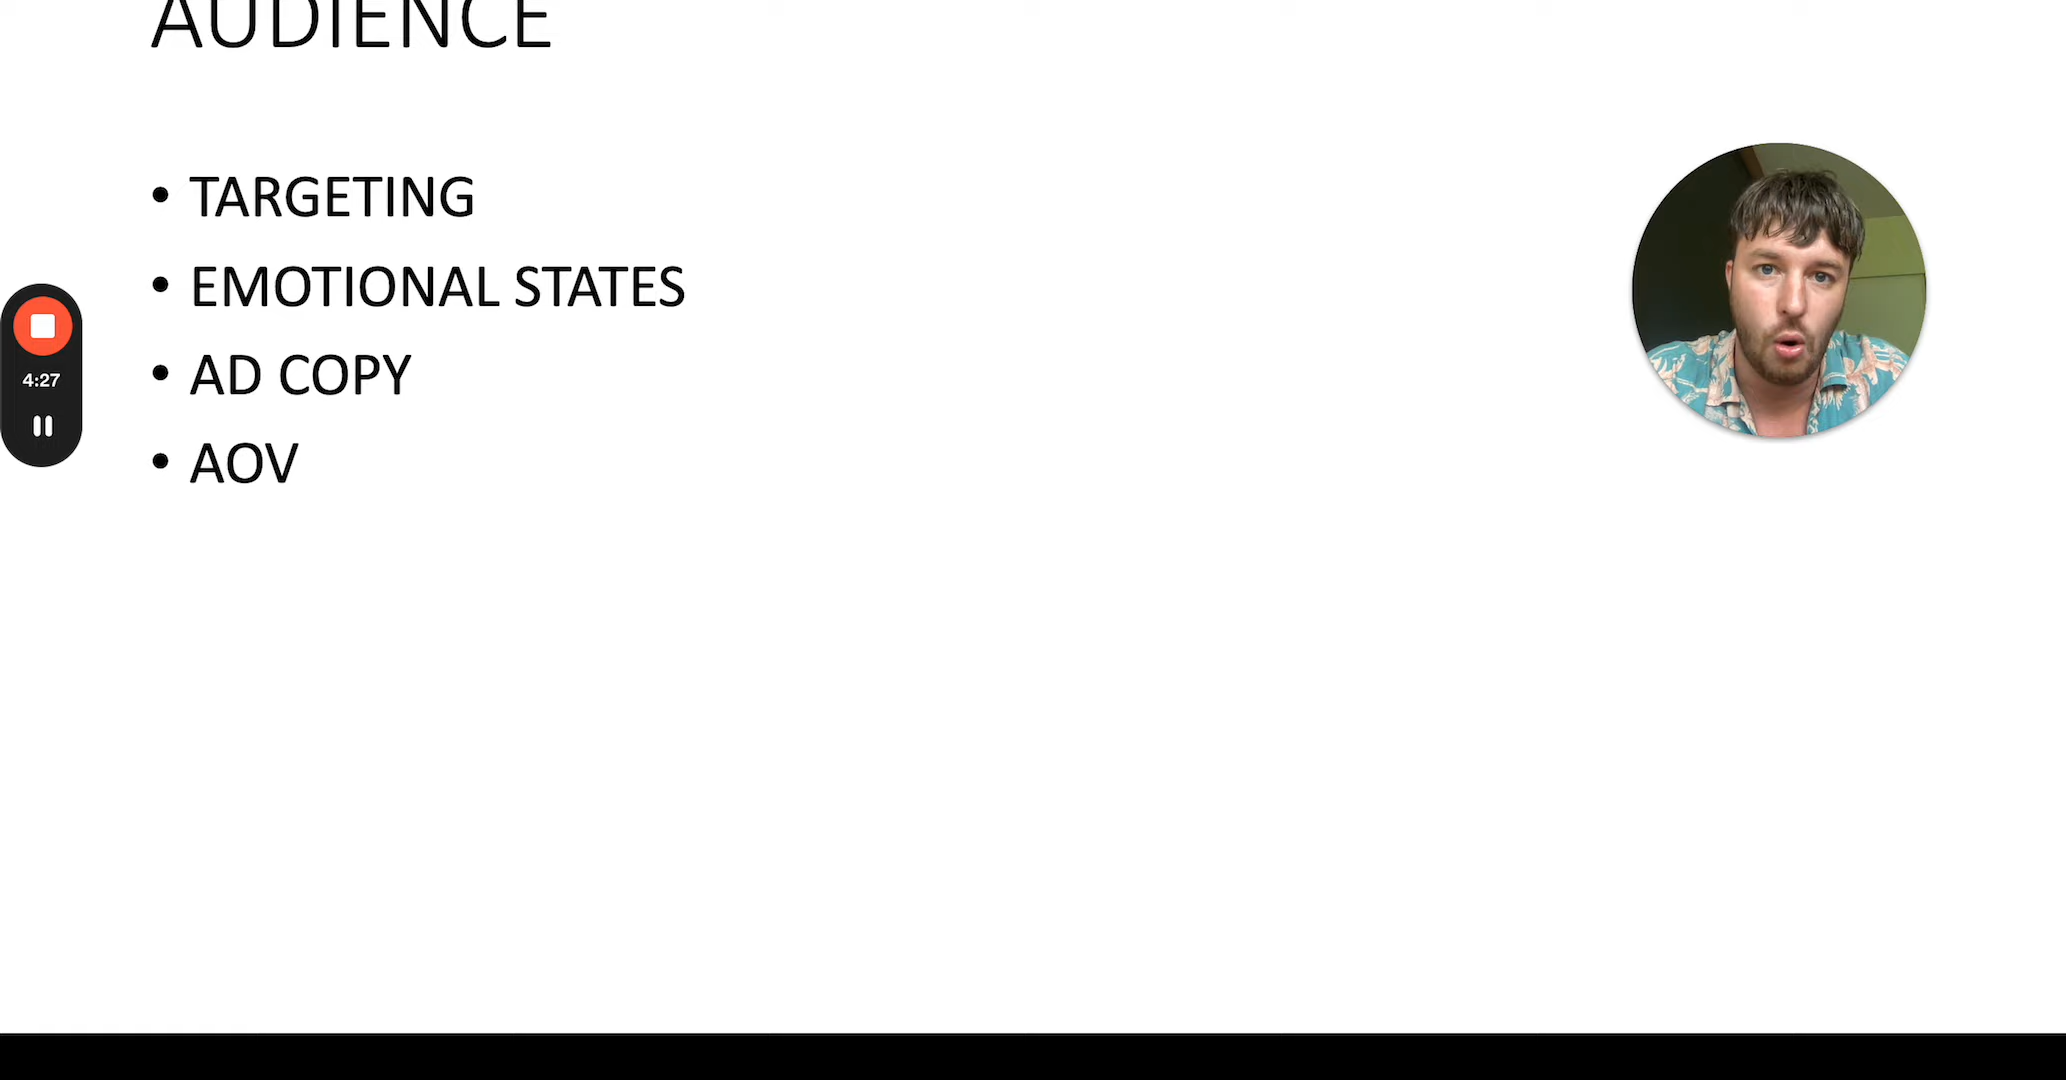 AUDIENCE
• TARGETING
• EMOTIONAL STATES
• AD COPY
• AOV
4:27